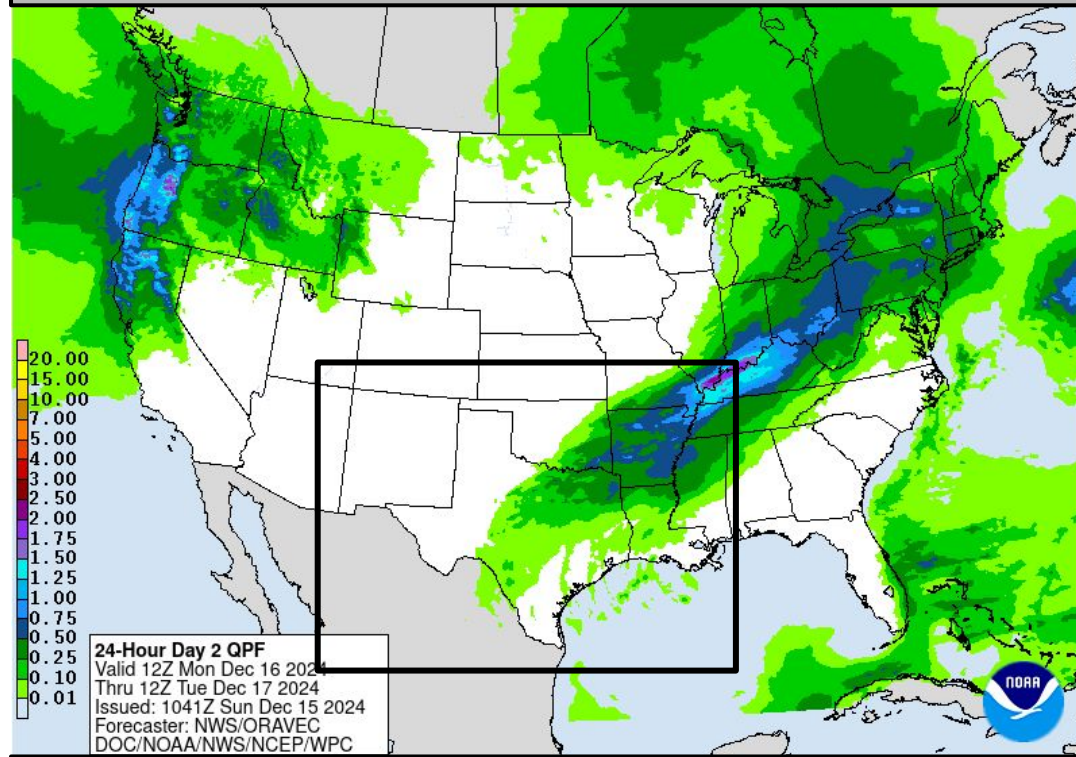 20.00
15.00
10.00
7.00
5.00
4.00
3.00
2.50
2.00
1.75
1.50
1.25
1.00
0.75
0.50
0.25
0.10
0.01
24-Hour Day 2 QPF
Valid 12Z Mon Dec 16 2024
Thru 12Z Tue Dec 17 2024
Issued: 1041Z Sun Dec 15 2024
Forecaster: NWS/ORAVEC
DOC/NOAA/NWS/NCEP/WPC
NOAA